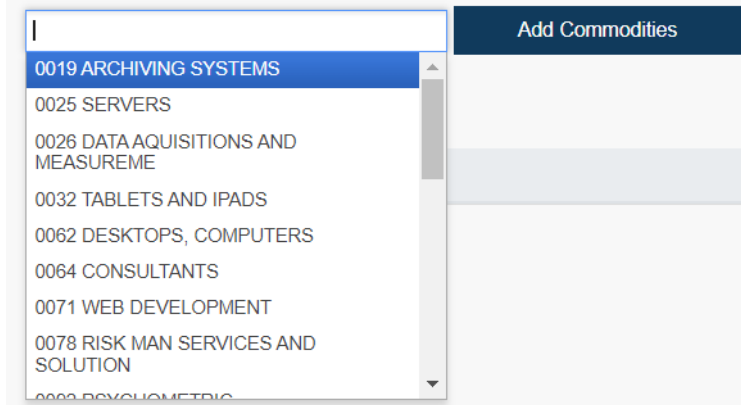 Add Commodities
0019 ARCHIVING SYSTEMS
0025 SERVERS
0026 DATA AQUISITIONS AND
MEASUREME
0032 TABLETS AND IPADS
0062 DESKTOPS, COMPUTERS
0064 CONSULTANTS
0071 WEB DEVELOPMENT
0078 RISK MAN SERVICES AND
SOLUTION
PSYCHOMETRIC